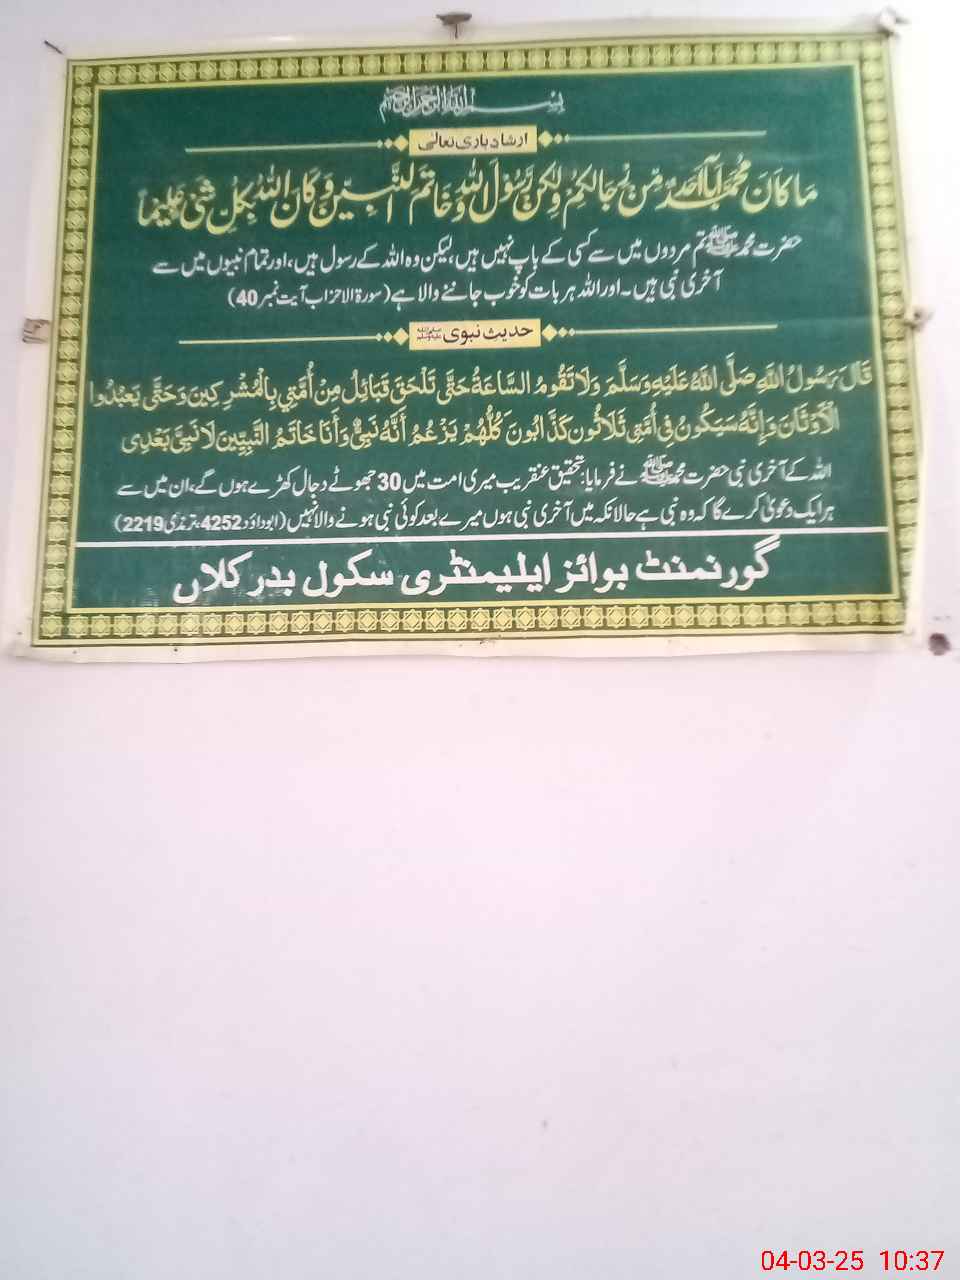 بسم الله الرحمن الرحيم
ارشاد باری تعالیٰ
مَا كَانَ مُحَمَّدٌ أَبَا أَحَدٍ مِّن رِّجَالِكُمْ وَلَٰكِن رَّسُولَ اللَّهِ وَخَاتَمَ النَّبِيِّينَ وَكَانَ اللَّهُ بِكُلِّ شَيْءٍ عَلِيمًا
حضرت محمد ﷺ تم مردوں میں سے کسی کے باپ نہیں ہیں، لیکن وہ اللہ کے رسول ہیں، اور تمام نبیوں میں سے
آخری نبی ہیں۔ اور اللہ ہر بات کو خوب جاننے والا ہے (سورۃ الاحزاب آیت نمبر 40)
حدیث نبوی ﷺ
قَالَ رَسُولُ اللَّهِ صَلَّى اللَّهُ عَلَيْهِ وَسَلَّمَ وَلَا تَقُومُ السَّاعَةُ حَتَّى تَلْحَقَ قَبَائِلُ مِنْ أُمَّتِي بِالْمُشْرِكِينَ وَحَتَّى يَعْبُدُوا
الْأَوْثَانَ وَإِنَّهُ سَيَكُونُ فِي أُمَّتِي ثَلَاثُونَ كَذَّابُونَ كُلُّهُمْ يَزْعُمُ أَنَّهُ نَبِيٌّ وَأَنَا خَاتَمُ النَّبِيِّينَ لَا نَبِيَّ بَعْدِي
اللہ کے آخری نبی حضرت محمد ﷺ نے فرمایا: تحقیق عنقریب میری امت میں 30 جھوٹے دجال کھڑے ہوں گے، ان میں سے
ہر ایک دعویٰ کرے گا کہ وہ نبی ہے حالانکہ میں آخری نبی ہوں میرے بعد کوئی نبی ہونے والا نہیں (ابوداؤد 4252، ترمذی 2219)
گورنمنٹ بوائز ایلیمنٹری سکول بدر کلاں
04-03-25 10:37